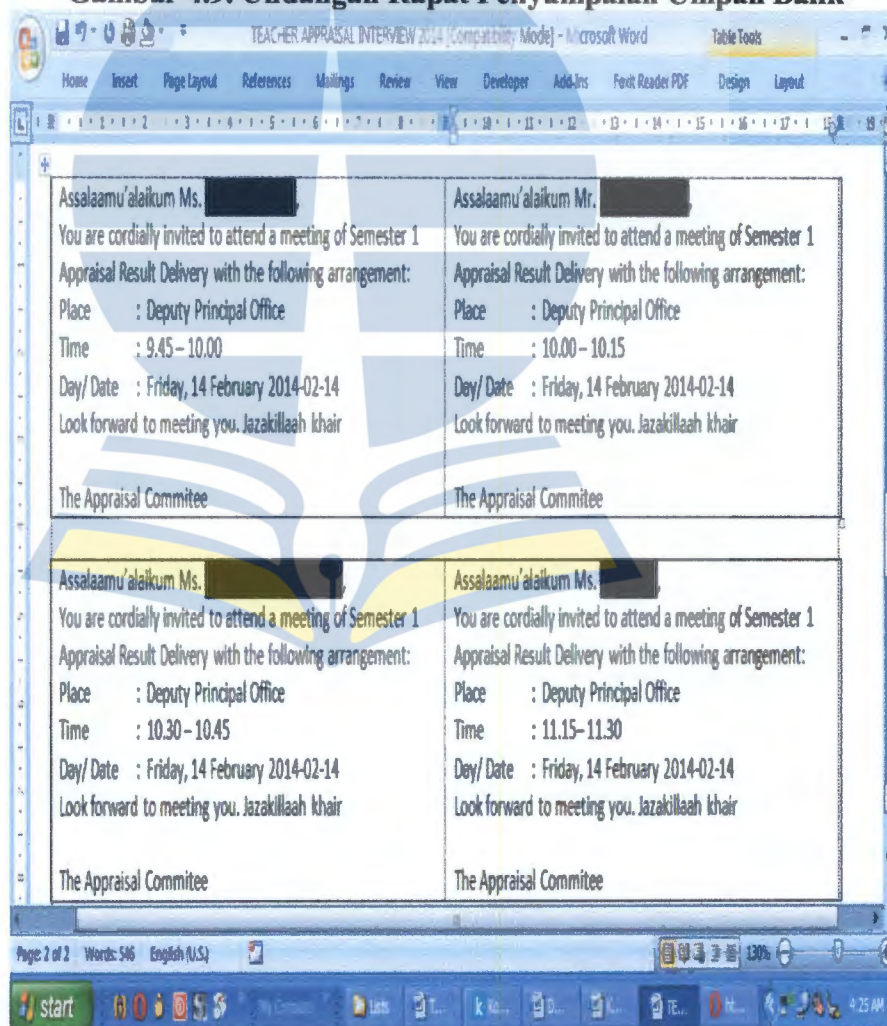 Gambar 4.9. Undangan Rapat Penyampaian Umpan Balik
TEACHER APPRAISAL INTERVIEW 2014 [Compatibility Mode] - Microsoft Word
Table Tools
Home Insert Page Layout References Mailings Review View Developer Add-Ins Foxit Reader PDF Design Layout
Assalaamu'alaikum Ms.
You are cordially invited to attend a meeting of Semester 1
Appraisal Result Delivery with the following arrangement:
Place : Deputy Principal Office
Time : 9.45 – 10.00
Day/ Date : Friday, 14 February 2014-02-14
Look forward to meeting you. Jazakillaah khair
The Appraisal Commitee
Assalaamu'alaikum Mr.
You are cordially invited to attend a meeting of Semester 1
Appraisal Result Delivery with the following arrangement:
Place : Deputy Principal Office
Time : 10.00 – 10.15
Day/ Date : Friday, 14 February 2014-02-14
Look forward to meeting you. Jazakillaah khair
The Appraisal Commitee
Assalaamu'alaikum Ms.
You are cordially invited to attend a meeting of Semester 1
Appraisal Result Delivery with the following arrangement:
Place : Deputy Principal Office
Time : 10.30 – 10.45
Day/ Date : Friday, 14 February 2014-02-14
Look forward to meeting you. Jazakillaah khair
The Appraisal Commitee
Assalaamu'alaikum Ms.
You are cordially invited to attend a meeting of Semester 1
Appraisal Result Delivery with the following arrangement:
Place : Deputy Principal Office
Time : 11.15– 11.30
Day/ Date : Friday, 14 February 2014-02-14
Look forward to meeting you. Jazakillaah khair
The Appraisal Commitee
Page: 2 of 2 Words: 546 English (U.S.) 130%
start Lists T... D... K... TE... 4:25 AM